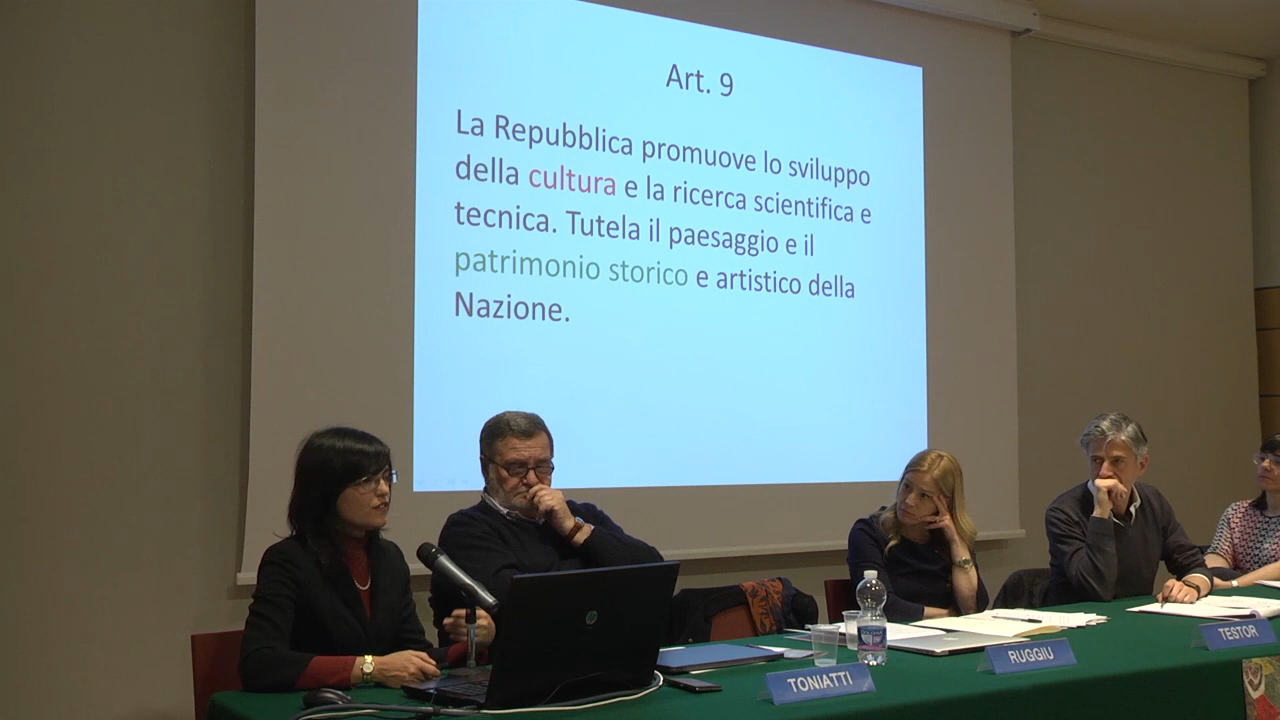 Art. 9
La Repubblica promuove lo sviluppo
della cultura e la ricerca scientifica e
tecnica. Tutela il paesaggio e il
patrimonio storico e artistico della
Nazione.
hp
TONIATTI
RUGGIU
TESTOR